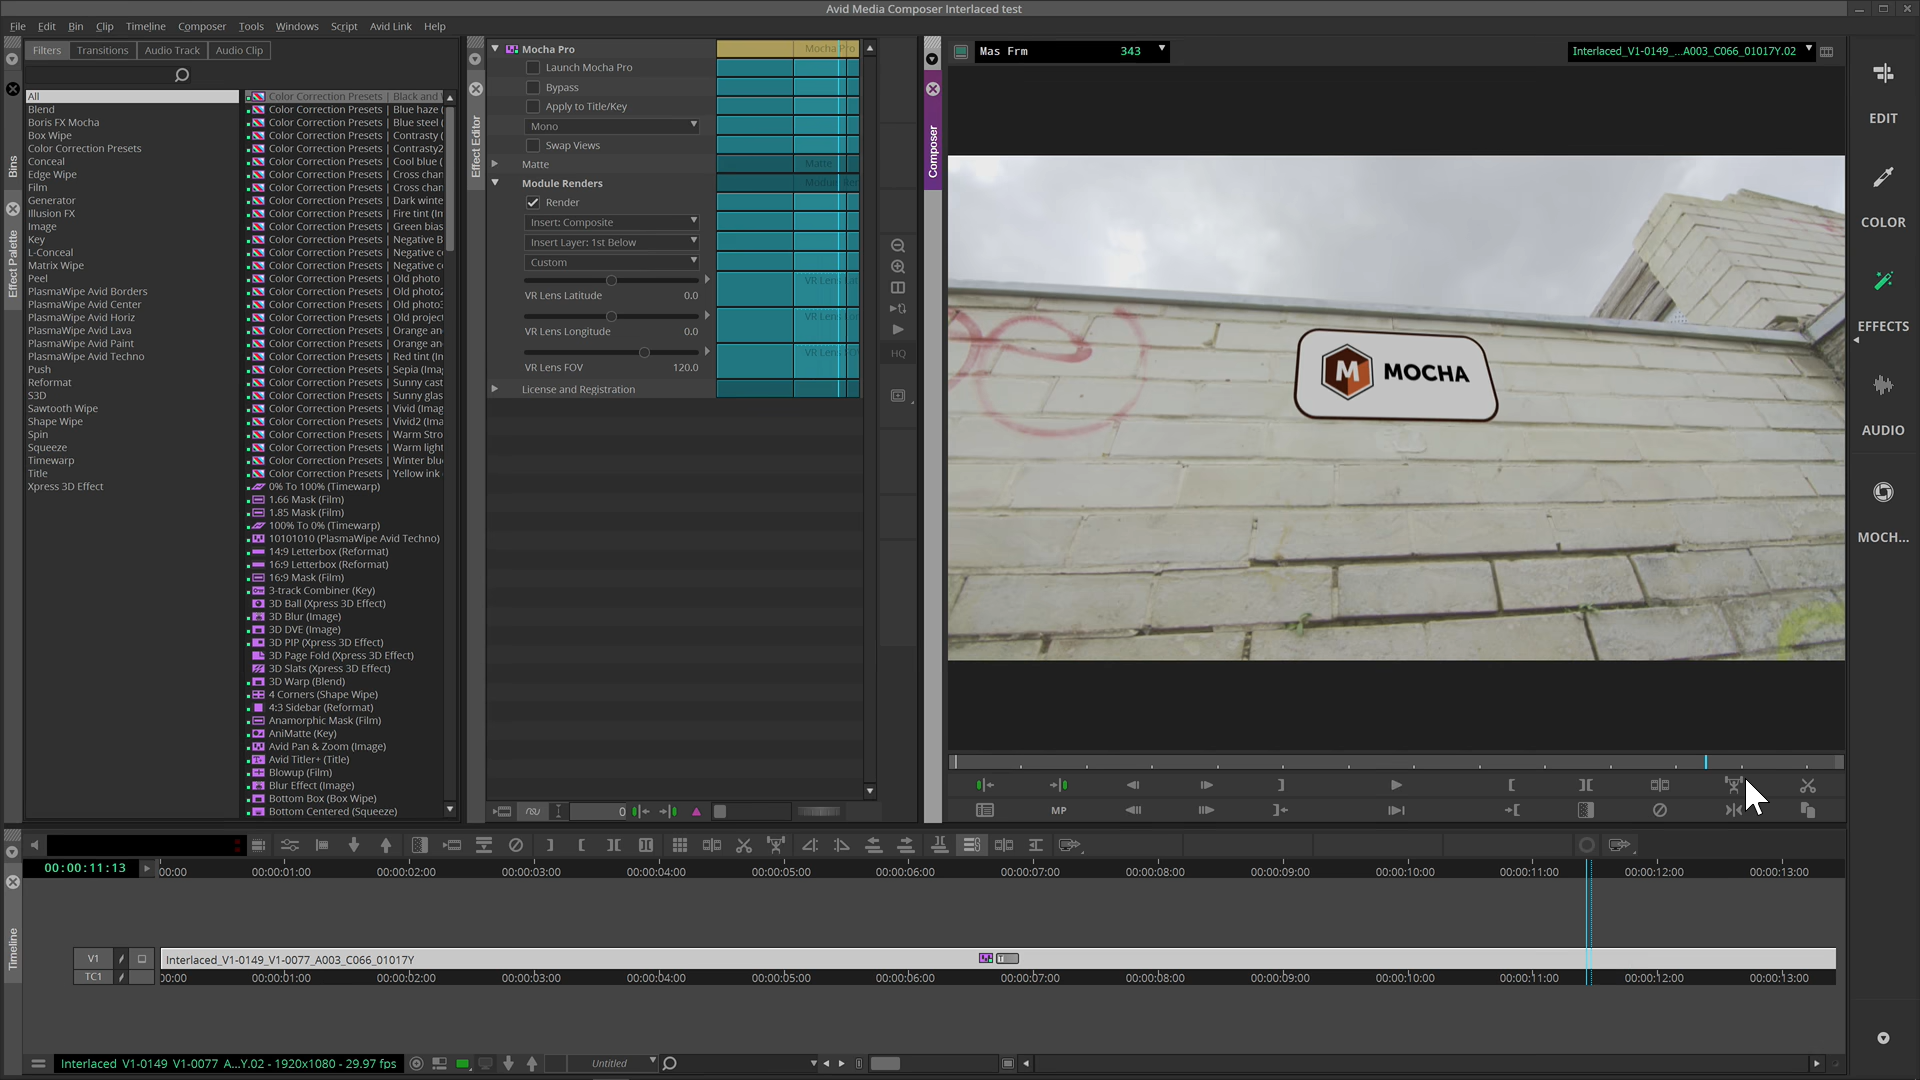 Avid Media Composer Interlaced test
File Edit Bin Clip Timeline Composer Tools Windows Script Avid Link Help
Filters Transitions Audio Track Audio Clip
All
Blend
Boris FX Mocha
Box Wipe
Color Correction Presets
Conceal
Edge Wipe
Film
Generator
Illusion FX
Image
Key
L-Conceal
Matrix Wipe
Peel
PlasmaWipe Avid Borders
PlasmaWipe Avid Center
PlasmaWipe Avid Horiz
PlasmaWipe Avid Lava
PlasmaWipe Avid Paint
PlasmaWipe Avid Techno
Push
Reformat
S3D
Sawtooth Wipe
Shape Wipe
Spin
Squeeze
Timewarp
Title
Xpress 3D Effect
Bins
Effect Palette
Color Correction Presets | Black and
Color Correction Presets | Blue haze (
Color Correction Presets | Blue steel (
Color Correction Presets | Contrasty
Color Correction Presets | Contrasty2
Color Correction Presets | Cool blue (
Color Correction Presets | Cross chan
Color Correction Presets | Cross chan
Color Correction Presets | Dark winte
Color Correction Presets | Fire tint (Im
Color Correction Presets | Green bias
Color Correction Presets | Negative B
Color Correction Presets | Negative co
Color Correction Presets | Negative co
Color Correction Presets | Old photo
Color Correction Presets | Old photo2
Color Correction Presets | Old photo3
Color Correction Presets | Old project
Color Correction Presets | Orange an
Color Correction Presets | Orange an
Color Correction Presets | Red tint (In
Color Correction Presets | Sepia (Imag
Color Correction Presets | Sunny cast
Color Correction Presets | Sunny glas
Color Correction Presets | Vivid (Imag
Color Correction Presets | Vivid2 (Ima
Color Correction Presets | Warm Stro
Color Correction Presets | Warm light
Color Correction Presets | Winter blu
Color Correction Presets | Yellow ink
0% To 100% (Timewarp)
1.66 Mask (Film)
1.85 Mask (Film)
100% To 0% (Timewarp)
10101010 (PlasmaWipe Avid Techno)
14:9 Letterbox (Reformat)
16:9 Letterbox (Reformat)
16:9 Mask (Film)
3-track Combiner (Key)
3D Ball (Xpress 3D Effect)
3D Blur (Image)
3D DVE (Image)
3D PIP (Xpress 3D Effect)
3D Page Fold (Xpress 3D Effect)
3D Slats (Xpress 3D Effect)
3D Warp (Blend)
4 Corners (Shape Wipe)
4:3 Sidebar (Reformat)
Anamorphic Mask (Film)
AniMatte (Key)
Avid Pan & Zoom (Image)
Avid Titler+ (Title)
Blowup (Film)
Blur Effect (Image)
Bottom Box (Box Wipe)
Bottom Centered (Squeeze)
Effect Editor
Mocha Pro
Launch Mocha Pro
Bypass
Apply to Title/Key
Mono
Swap Views
Matte Matte
Module Renders
Render
Insert: Composite
Insert Layer: 1st Below
Custom
VR Lens Latitude 0.0
VR Lens Longitude 0.0
VR Lens FOV 120.0
License and Registration
HQ
0
Composer
Mas Frm 343
Interlaced_V1-0149_...A003_C066_01017Y.02
M MOCHA
MP
EDIT
COLOR
EFFECTS
AUDIO
MOCH...
Timeline
00:00:11:13
00:00 00:00:01:00 00:00:02:00 00:00:03:00 00:00:04:00 00:00:05:00 00:00:06:00 00:00:07:00 00:00:08:00 00:00:09:00 00:00:10:00 00:00:11:00 00:00:12:00 00:00:13:00
V1 Interlaced_V1-0149_V1-0077_A003_C066_01017Y
TC1 00:00 00:00:01:00 00:00:02:00 00:00:03:00 00:00:04:00 00:00:05:00 00:00:06:00 00:00:07:00 00:00:08:00 00:00:09:00 00:00:10:00 00:00:11:00 00:00:12:00 00:00:13:00
Interlaced V1-0149 V1-0077 A...Y.02 - 1920x1080 - 29.97 fps
Untitled